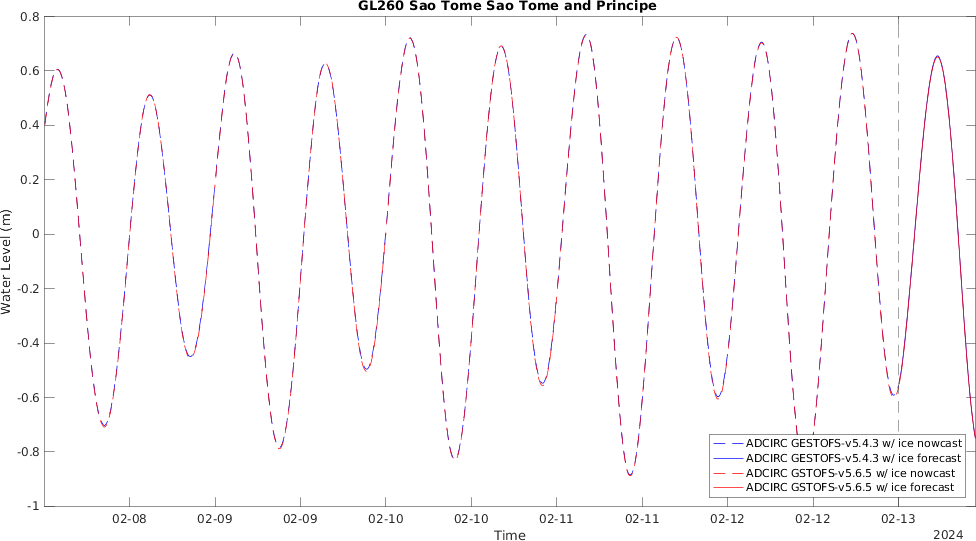 GL260 Sao Tome Sao Tome and Principe
0.8
0.6
0.4
0.2
0
-0.2
-0.4
-0.6
-0.8
-1
Water Level (m)
ADCIRC GESTOFS-v5.4.3 w/ ice nowcast
ADCIRC GESTOFS-v5.4.3 w/ ice forecast
ADCIRC GSTOFS-v5.6.5 w/ ice nowcast
ADCIRC GSTOFS-v5.6.5 w/ ice forecast
02-08 02-09 02-09 02-10 02-10 02-11 02-11 02-12 02-12 02-13
Time
2024